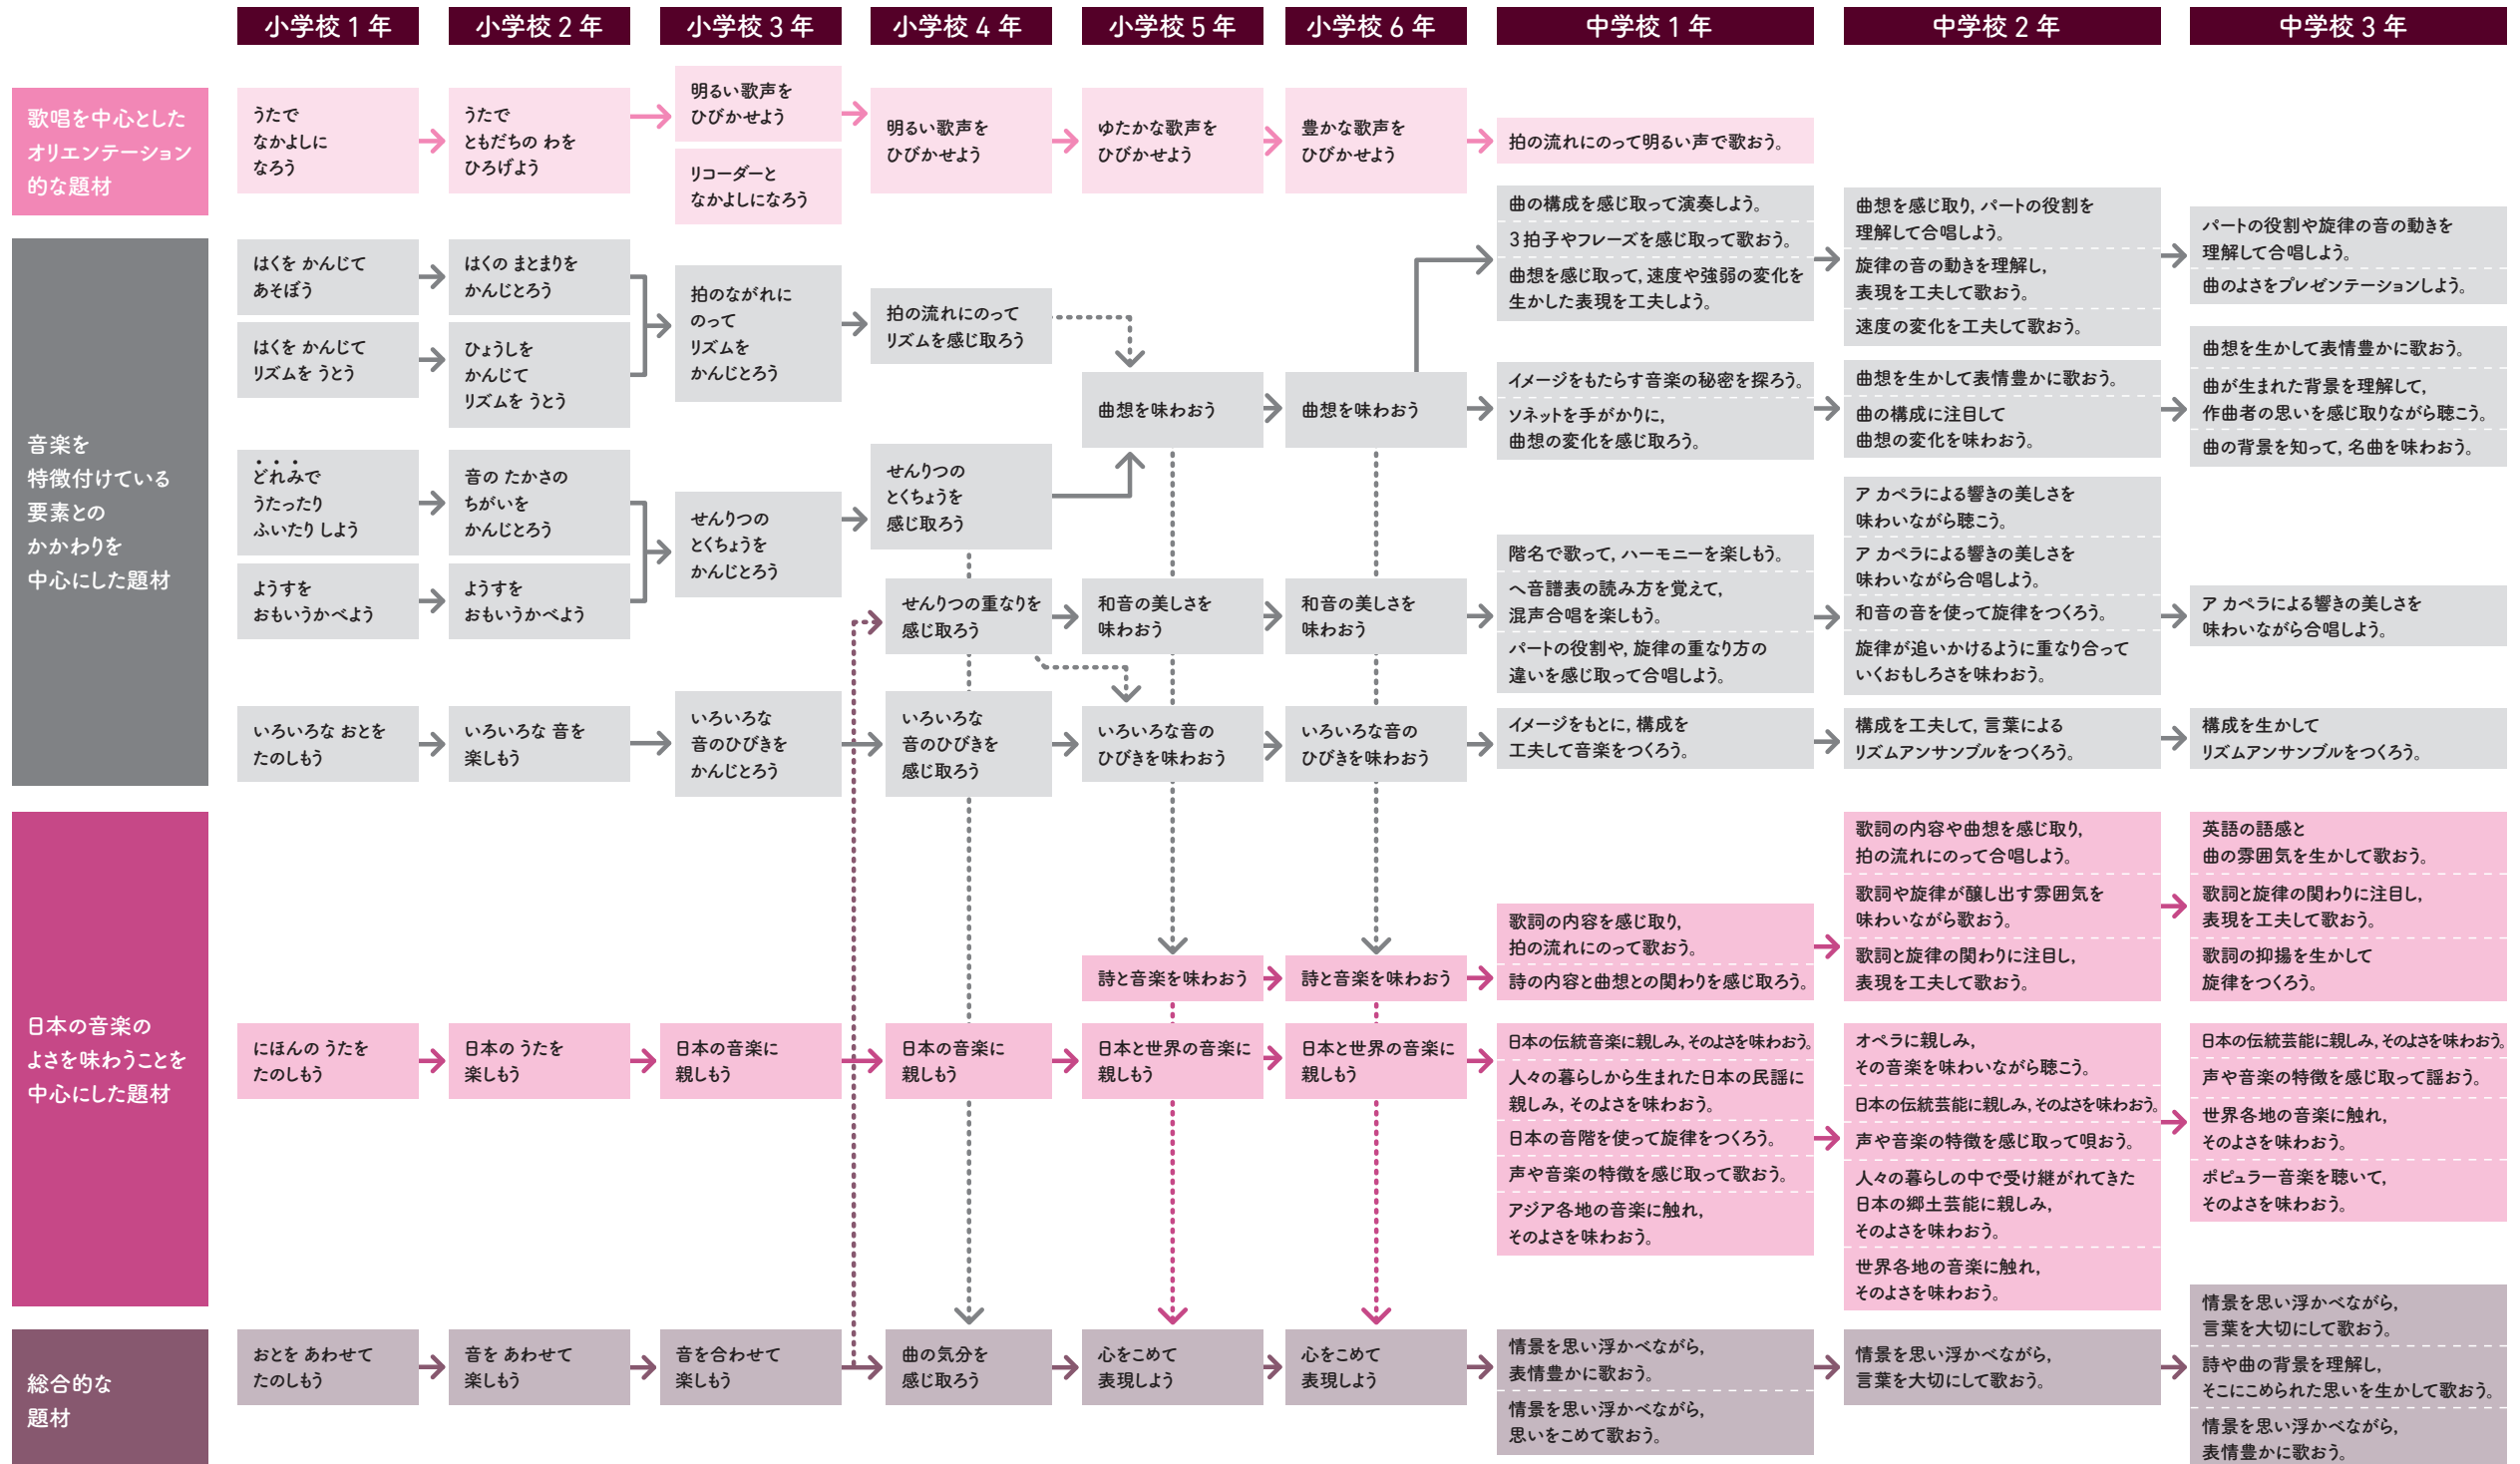 小学校 1 年
小学校 2 年
小学校 3 年
小学校 4 年
小学校 5 年
小学校 6 年
中学校 1 年
中学校 2 年
中学校 3 年
歌唱を中心とした
オリエンテーション
的な題材
うたで
なかよしに
なろう
うたで
ともだちの わを
ひろげよう
明るい歌声を
ひびかせよう
リコーダーと
なかよしになろう
明るい歌声を
ひびかせよう
ゆたかな歌声を
ひびかせよう
豊かな歌声を
ひびかせよう
拍の流れにのって明るい声で歌おう。
音楽を
特徴付けている
要素との
かかわりを
中心にした題材
はくを かんじて
あそぼう
はくを かんじて
リズムを うとう
はくの まとまりを
かんじとろう
ひょうしを
かんじて
リズムを うとう
拍のながれに
のって
リズムを
かんじとろう
拍の流れにのって
リズムを感じ取ろう
曲の構成を感じ取って演奏しよう。
3 拍子やフレーズを感じ取って歌おう。
曲想を感じ取って, 速度や強弱の変化を
生かした表現を工夫しよう。
曲想を感じ取り, パートの役割を
理解して合唱しよう。
旋律の音の動きを理解し,
表現を工夫して歌おう。
速度の変化を工夫して歌おう。
パートの役割や旋律の音の動きを
理解して合唱しよう。
曲のよさをプレゼンテーションしよう。
どれみで
うたったり
ふいたり しよう
ようすを
おもいうかべよう
音の たかさの
ちがいを
かんじとろう
ようすを
おもいうかべよう
せんりつの
とくちょうを
かんじとろう
せんりつの
とくちょうを
感じ取ろう
曲想を味わおう
曲想を味わおう
イメージをもたらす音楽の秘密を探ろう。
ソネットを手がかりに,
曲想の変化を感じ取ろう。
曲想を生かして表情豊かに歌おう。
曲の構成に注目して
曲想の変化を味わおう。
曲想を生かして表情豊かに歌おう。
曲が生まれた背景を理解して,
作曲者の思いを感じ取りながら聴こう。
曲の背景を知って, 名曲を味わおう。
せんりつの重なりを
感じ取ろう
和音の美しさを
味わおう
和音の美しさを
味わおう
階名で歌って, ハーモニーを楽しもう。
ヘ音譜表の読み方を覚えて,
混声合唱を楽しもう。
パートの役割や, 旋律の重なり方の
違いを感じ取って合唱しよう。
ア カペラによる響きの美しさを
味わいながら聴こう。
ア カペラによる響きの美しさを
味わいながら合唱しよう。
和音の音を使って旋律をつくろう。
旋律が追いかけるように重なり合って
いくおもしろさを味わおう。
ア カペラによる響きの美しさを
味わいながら合唱しよう。
いろいろな おとを
たのしもう
いろいろな 音を
楽しもう
いろいろな
音のひびきを
かんじとろう
いろいろな
音のひびきを
感じ取ろう
いろいろな音の
ひびきを味わおう
いろいろな音の
ひびきを味わおう
イメージをもとに, 構成を
工夫して音楽をつくろう。
構成を工夫して, 言葉による
リズムアンサンブルをつくろう。
構成を生かして
リズムアンサンブルをつくろう。
日本の音楽の
よさを味わうことを
中心にした題材
詩と音楽を味わおう
詩と音楽を味わおう
歌詞の内容を感じ取り,
拍の流れにのって歌おう。
詩の内容と曲想との関わりを感じ取ろう。
歌詞の内容や曲想を感じ取り,
拍の流れにのって合唱しよう。
歌詞や旋律が醸し出す雰囲気を
味わいながら歌おう。
歌詞と旋律の関わりに注目し,
表現を工夫して歌おう。
英語の語感と
曲の雰囲気を生かして歌おう。
歌詞と旋律の関わりに注目し,
表現を工夫して歌おう。
歌詞の抑揚を生かして
旋律をつくろう。
にほんの うたを
たのしもう
日本の うたを
楽しもう
日本の音楽に
親しもう
日本の音楽に
親しもう
日本と世界の音楽に
親しもう
日本と世界の音楽に
親しもう
日本の伝統音楽に親しみ, そのよさを味わおう。
人々の暮らしから生まれた日本の民謡に
親しみ, そのよさを味わおう。
日本の音階を使って旋律をつくろう。
声や音楽の特徴を感じ取って歌おう。
アジア各地の音楽に触れ,
そのよさを味わおう。
オペラに親しみ,
その音楽を味わいながら聴こう。
日本の伝統芸能に親しみ, そのよさを味わおう。
声や音楽の特徴を感じ取って唄おう。
人々の暮らしの中で受け継がれてきた
日本の郷土芸能に親しみ,
そのよさを味わおう。
世界各地の音楽に触れ,
そのよさを味わおう。
日本の伝統芸能に親しみ, そのよさを味わおう。
声や音楽の特徴を感じ取って謡おう。
世界各地の音楽に触れ,
そのよさを味わおう。
ポピュラー音楽を聴いて,
そのよさを味わおう。
総合的な
題材
おとを あわせて
たのしもう
音を あわせて
楽しもう
音を合わせて
楽しもう
曲の気分を
感じ取ろう
心をこめて
表現しよう
心をこめて
表現しよう
情景を思い浮かべながら,
表情豊かに歌おう。
情景を思い浮かべながら,
思いをこめて歌おう。
情景を思い浮かべながら,
言葉を大切にして歌おう。
情景を思い浮かべながら,
言葉を大切にして歌おう。
詩や曲の背景を理解し,
そこにこめられた思いを生かして歌おう。
情景を思い浮かべながら,
表情豊かに歌おう。